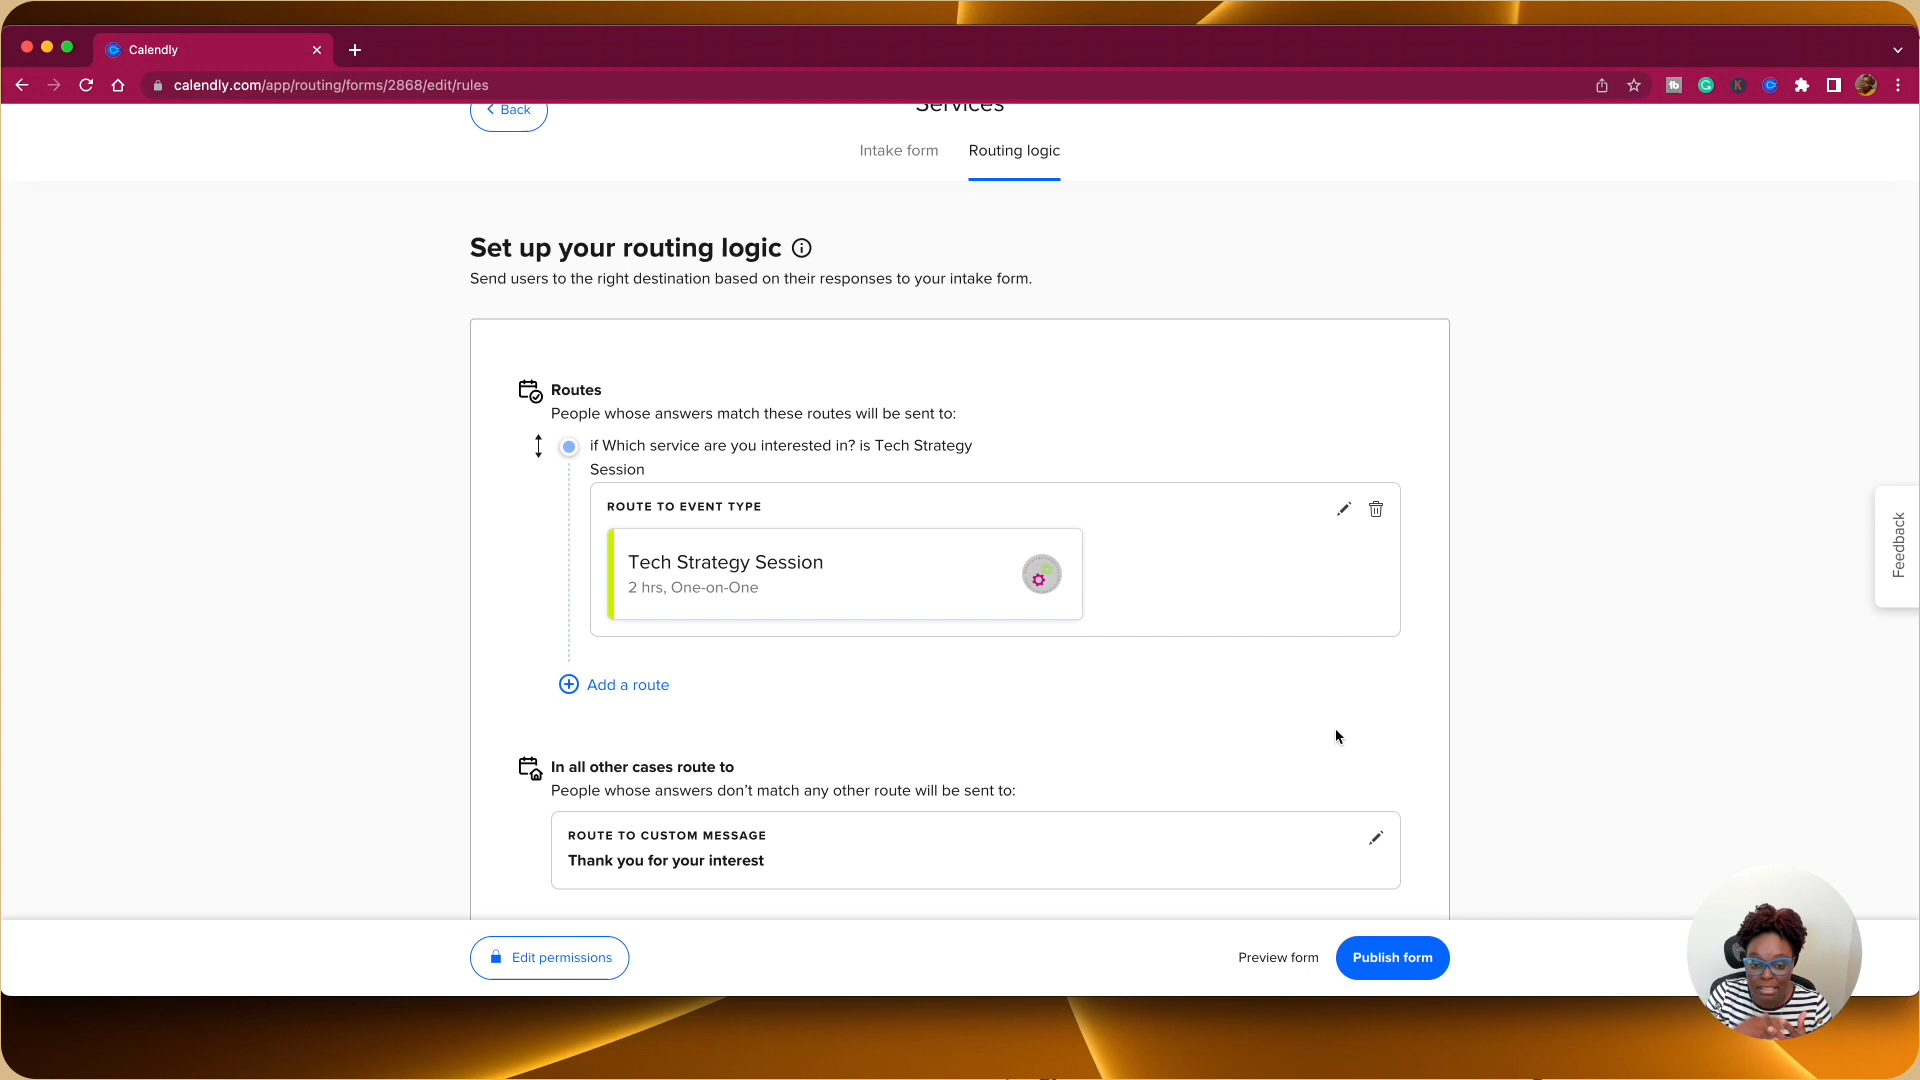 Calendly
calendly.com/app/routing/forms/2868/edit/rules
Back
Services
Intake form
Routing logic
Set up your routing logic
Send users to the right destination based on their responses to your intake form.
Routes
People whose answers match these routes will be sent to:
if Which service are you interested in? is Tech Strategy
Session
ROUTE TO EVENT TYPE
Tech Strategy Session
2 hrs, One-on-One
Add a route
In all other cases route to
People whose answers don’t match any other route will be sent to:
ROUTE TO CUSTOM MESSAGE
Thank you for your interest
Edit permissions
Preview form
Publish form
Feedback